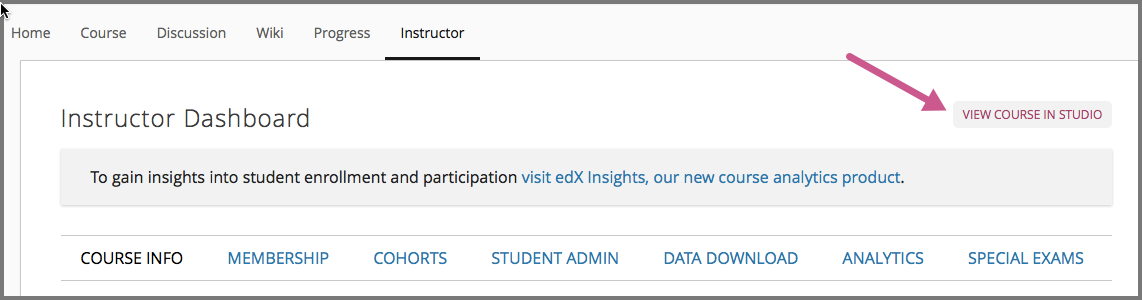 Home Course Discussion Wiki Progress Instructor
Instructor Dashboard
VIEW COURSE IN STUDIO
To gain insights into student enrollment and participation visit edX Insights, our new course analytics product.
COURSE INFO MEMBERSHIP COHORTS STUDENT ADMIN DATA DOWNLOAD ANALYTICS SPECIAL EXAMS